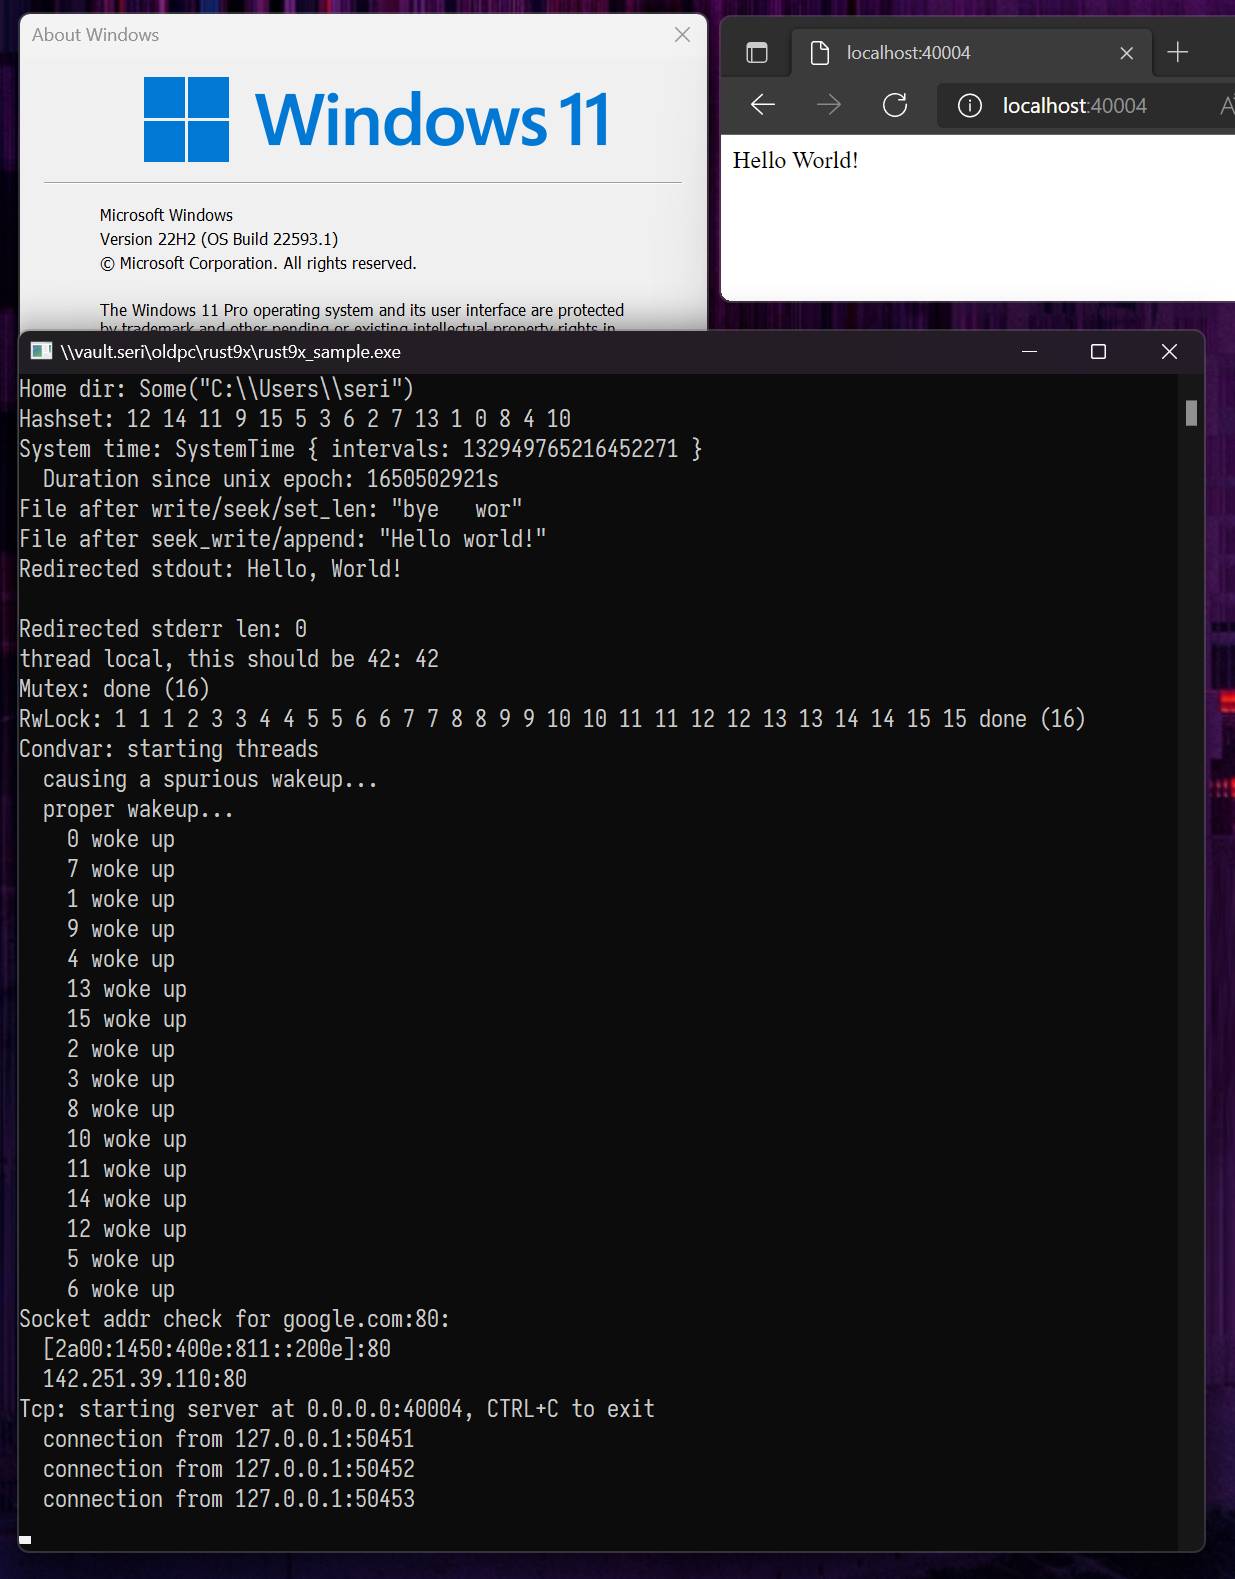 About Windows
Windows 11
Microsoft Windows
Version 22H2 (OS Build 22593.1)
© Microsoft Corporation. All rights reserved.
The Windows 11 Pro operating system and its user interface are protected
by trademark and other pending or existing intellectual property rights in
localhost:40004
localhost:40004
Hello World!
\\vault.seri\oldpc\rust9x\rust9x_sample.exe
Home dir: Some("C:\\Users\\seri")
Hashset: 12 14 11 9 15 5 3 6 2 7 13 1 0 8 4 10
System time: SystemTime { intervals: 132949765216452271 }
  Duration since unix epoch: 1650502921s
File after write/seek/set_len: "bye   wor"
File after seek_write/append: "Hello world!"
Redirected stdout: Hello, World!
Redirected stderr len: 0
thread local, this should be 42: 42
Mutex: done (16)
RwLock: 1 1 1 2 3 3 4 4 5 5 6 6 7 7 8 8 9 9 10 10 11 11 12 12 13 13 14 14 15 15 done (16)
Condvar: starting threads
  causing a spurious wakeup...
  proper wakeup...
    0 woke up
    7 woke up
    1 woke up
    9 woke up
    4 woke up
    13 woke up
    15 woke up
    2 woke up
    3 woke up
    8 woke up
    10 woke up
    11 woke up
    14 woke up
    12 woke up
    5 woke up
    6 woke up
Socket addr check for google.com:80:
  [2a00:1450:400e:811::200e]:80
  142.251.39.110:80
Tcp: starting server at 0.0.0.0:40004, CTRL+C to exit
  connection from 127.0.0.1:50451
  connection from 127.0.0.1:50452
  connection from 127.0.0.1:50453